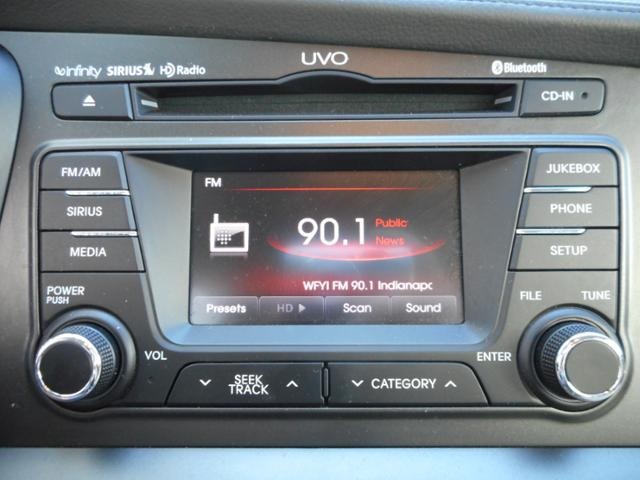 UVO
infinity SIRIUS HD Radio
Bluetooth
CD-IN
FM/AM
SIRIUS
MEDIA
FM
90.1
Public
News
WFYI FM 90.1 Indianapc
Presets
HD
Scan
Sound
JUKEBOX
PHONE
SETUP
POWER
PUSH
VOL
FILE
TUNE
ENTER
SEEK
TRACK
CATEGORY